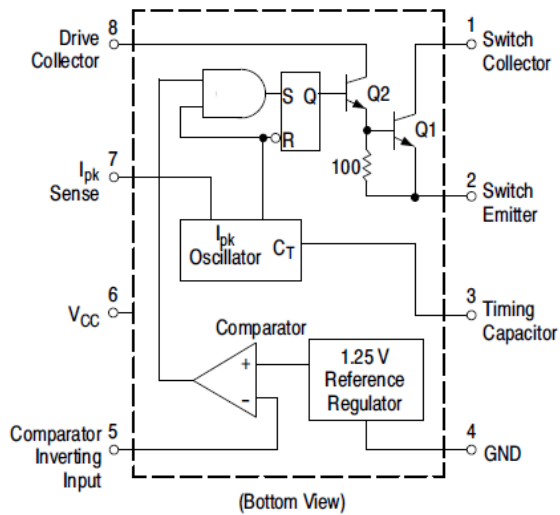 8
Drive
Collector
1
Switch
Collector
S
Q
Q2
Q1
R
100
7
Ipk
Sense
2
Switch
Emitter
Ipk
Oscillator
CT
6
VCC
3
Timing
Capacitor
Comparator
+
-
1.25 V
Reference
Regulator
5
Comparator
Inverting
Input
4
GND
(Bottom View)